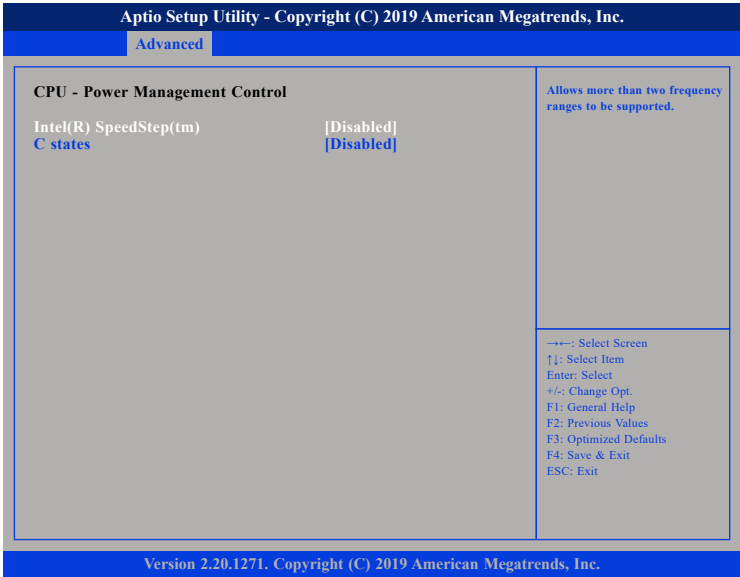 Aptio Setup Utility - Copyright (C) 2019 American Megatrends, Inc.
Advanced
CPU - Power Management Control
Intel(R) SpeedStep(tm) [Disabled]
C states [Disabled]
Allows more than two frequency
ranges to be supported.
→←: Select Screen
↑↓: Select Item
Enter: Select
+/-: Change Opt.
F1: General Help
F2: Previous Values
F3: Optimized Defaults
F4: Save & Exit
ESC: Exit
Version 2.20.1271. Copyright (C) 2019 American Megatrends, Inc.